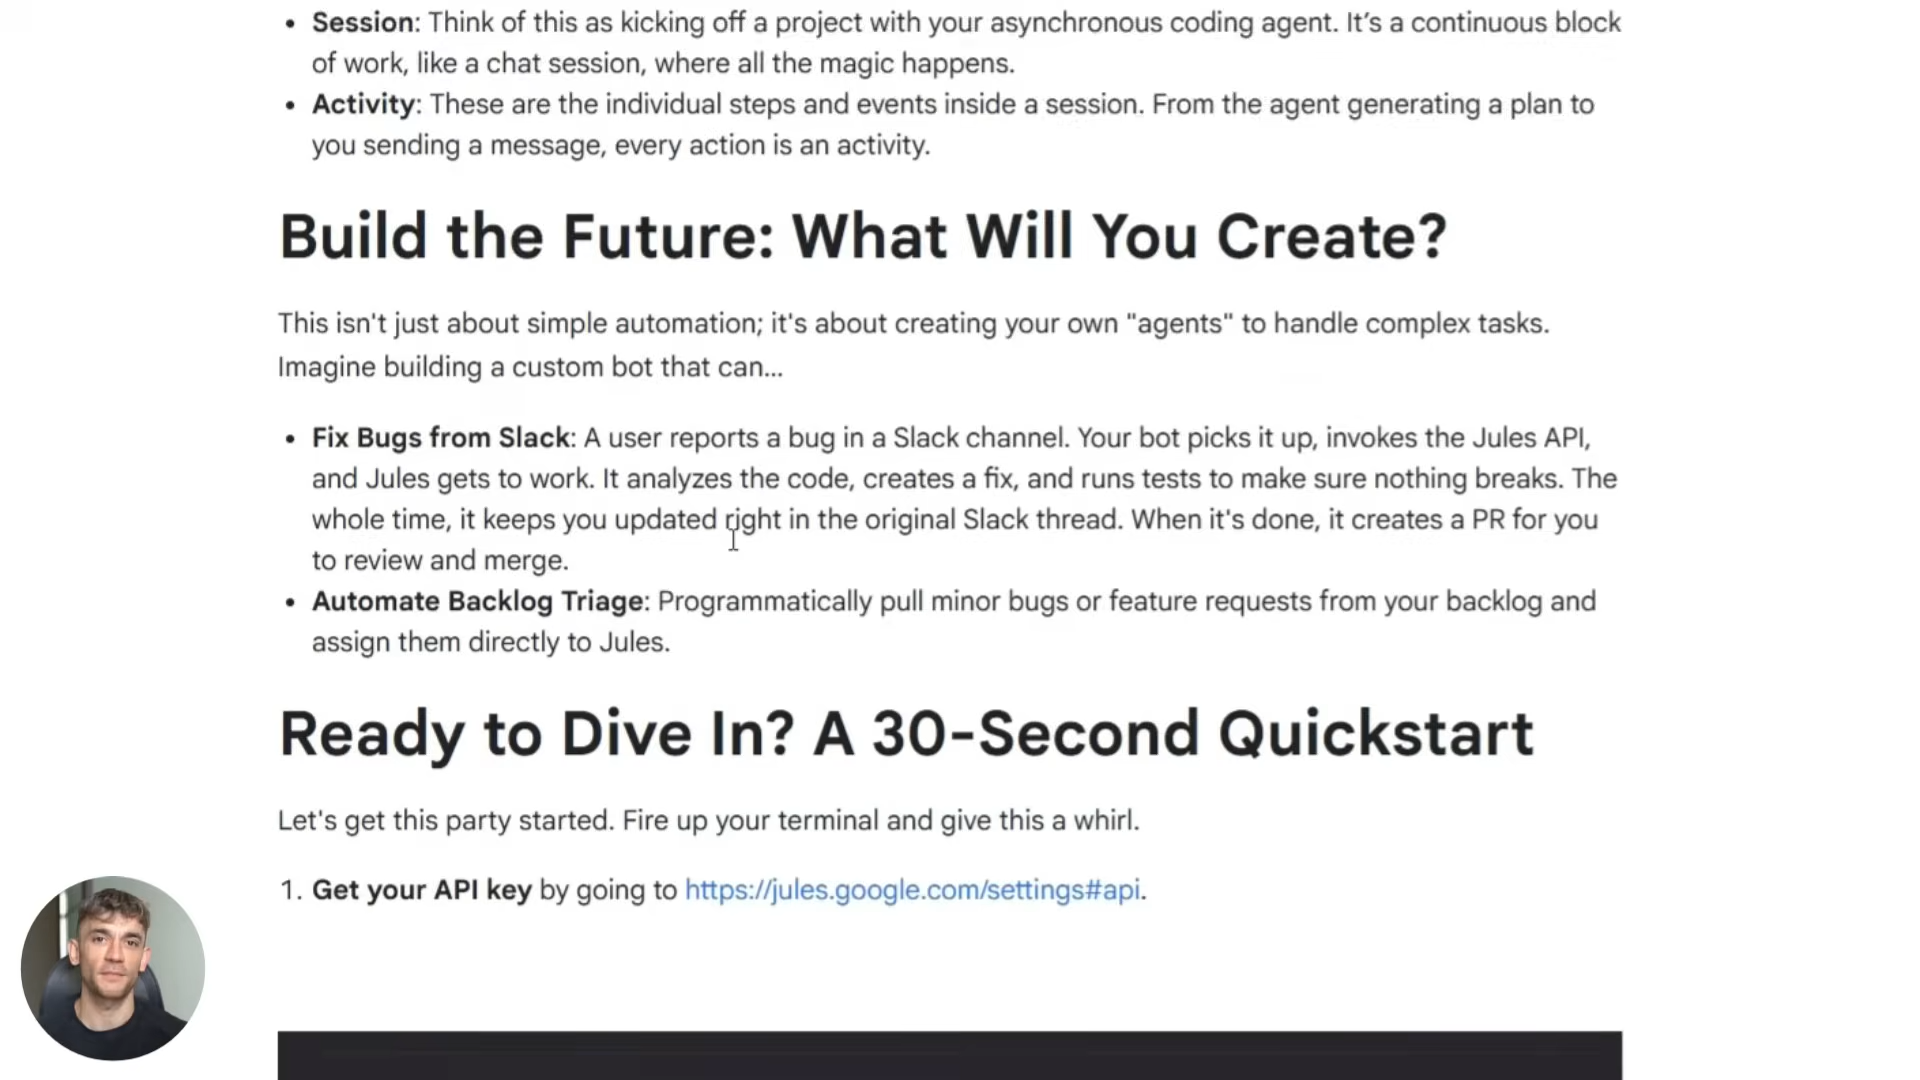 • Session: Think of this as kicking off a project with your asynchronous coding agent. It’s a continuous block
of work, like a chat session, where all the magic happens.
• Activity: These are the individual steps and events inside a session. From the agent generating a plan to
you sending a message, every action is an activity.
Build the Future: What Will You Create?
This isn't just about simple automation; it's about creating your own "agents" to handle complex tasks.
Imagine building a custom bot that can...
• Fix Bugs from Slack: A user reports a bug in a Slack channel. Your bot picks it up, invokes the Jules API,
and Jules gets to work. It analyzes the code, creates a fix, and runs tests to make sure nothing breaks. The
whole time, it keeps you updated right in the original Slack thread. When it's done, it creates a PR for you
to review and merge.
• Automate Backlog Triage: Programmatically pull minor bugs or feature requests from your backlog and
assign them directly to Jules.
Ready to Dive In? A 30-Second Quickstart
Let's get this party started. Fire up your terminal and give this a whirl.
1. Get your API key by going to https://jules.google.com/settings#api.